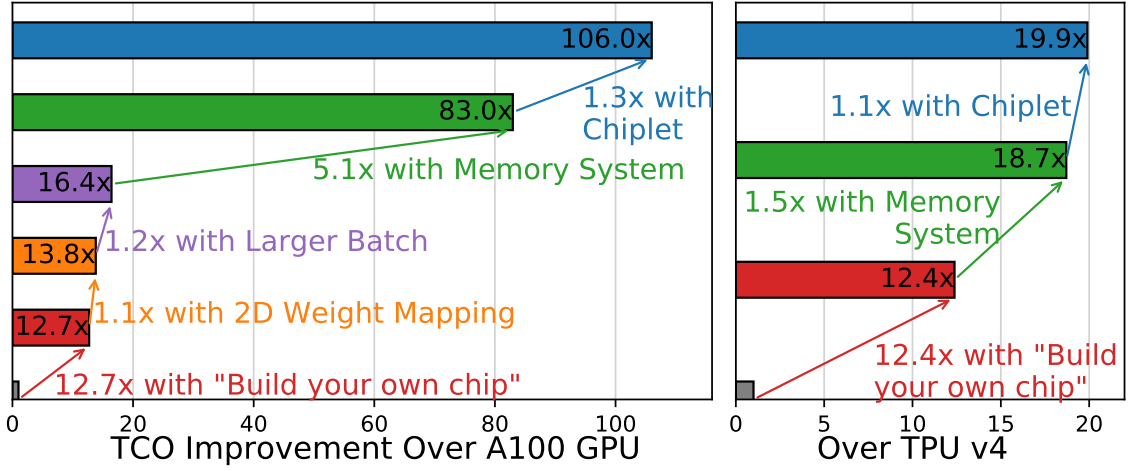 106.0x
1.3x with
Chiplet
83.0x
5.1x with Memory System
16.4x
1.2x with Larger Batch
13.8x
1.1x with 2D Weight Mapping
12.7x
12.7x with "Build your own chip"
0 20 40 60 80 100
TCO Improvement Over A100 GPU
19.9x
1.1x with Chiplet
18.7x
1.5x with Memory
System
12.4x
12.4x with "Build
your own chip"
0 5 10 15 20
Over TPU v4